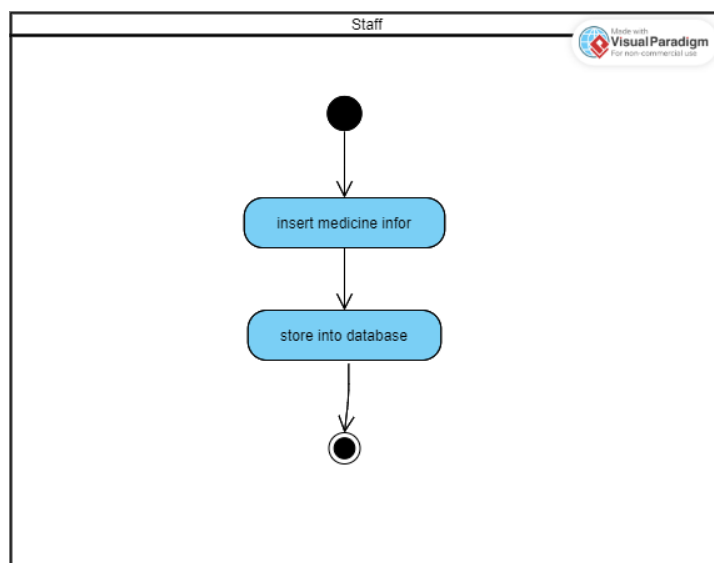 Staff
Made with
Visual Paradigm
For non-commercial use
insert medicine infor
store into database